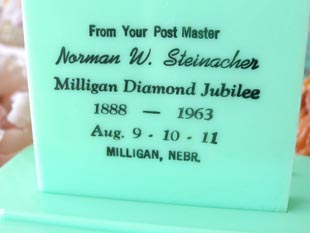 From Your Post Master
Norman W. Steinacher
Milligan Diamond Jubilee
1888 — 1963
Aug. 9 - 10 - 11
MILLIGAN, NEBR.